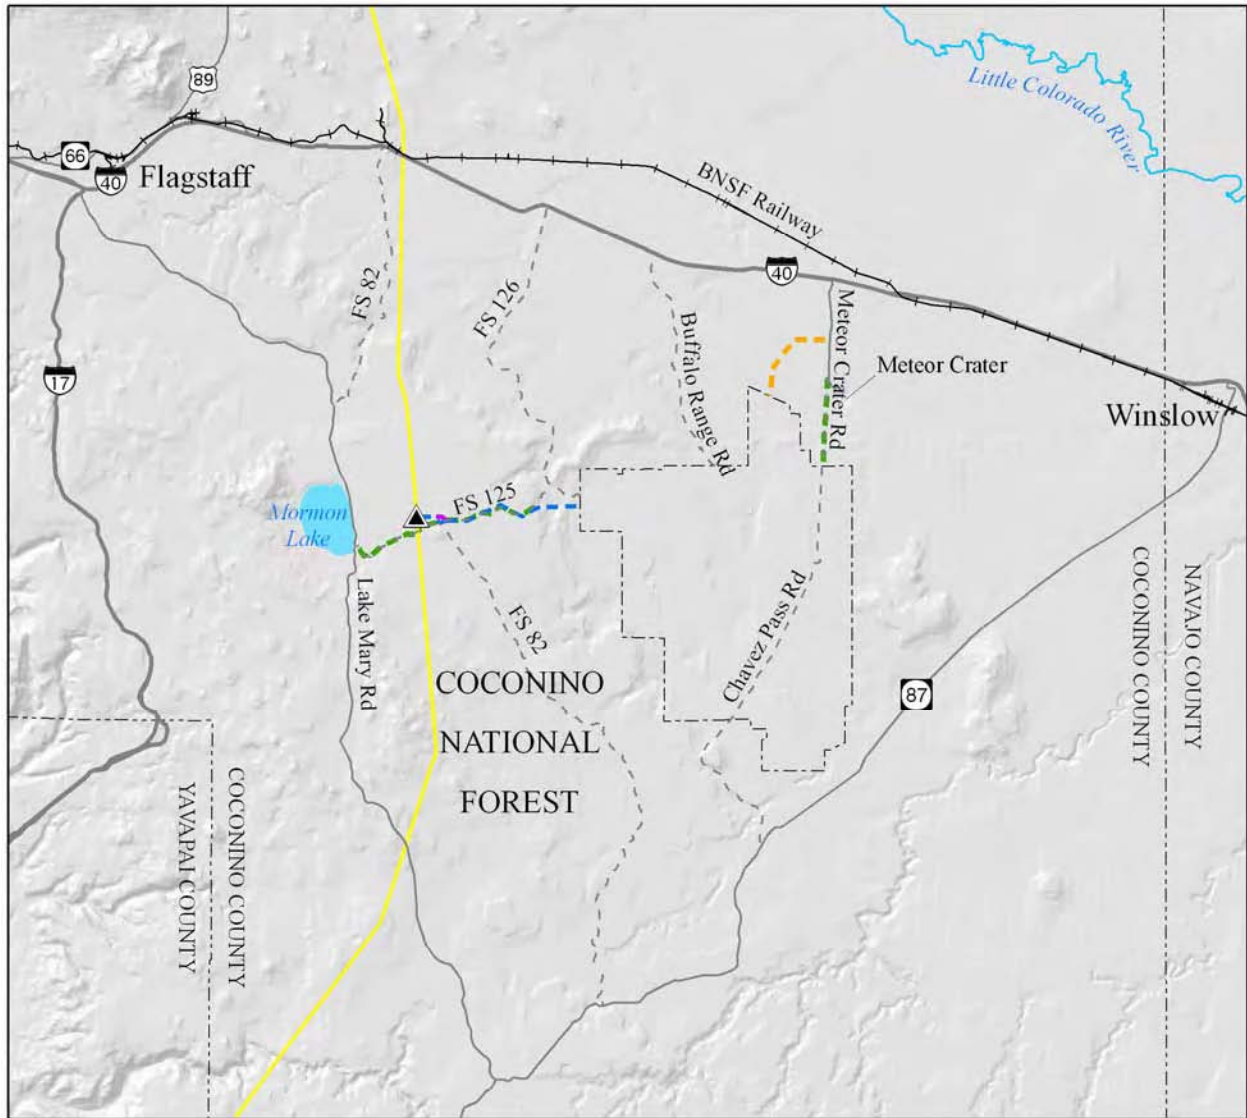 89
Little Colorado
River
66
40
Flagstaff
BNSF Railway
FS 82
FS 126
40
Buffalo Range Rd
Meteor Crater Rd
Meteor Crater
17
Winslow
FS 125
Mormon
Lake
Lake Mary Rd
FS 82
Chavez Pass Rd
COCONINO COUNTY
NAVAJO COUNTY
COCONINO
NATIONAL
FOREST
87
YAVAPAI COUNTY
COCONINO COUNTY